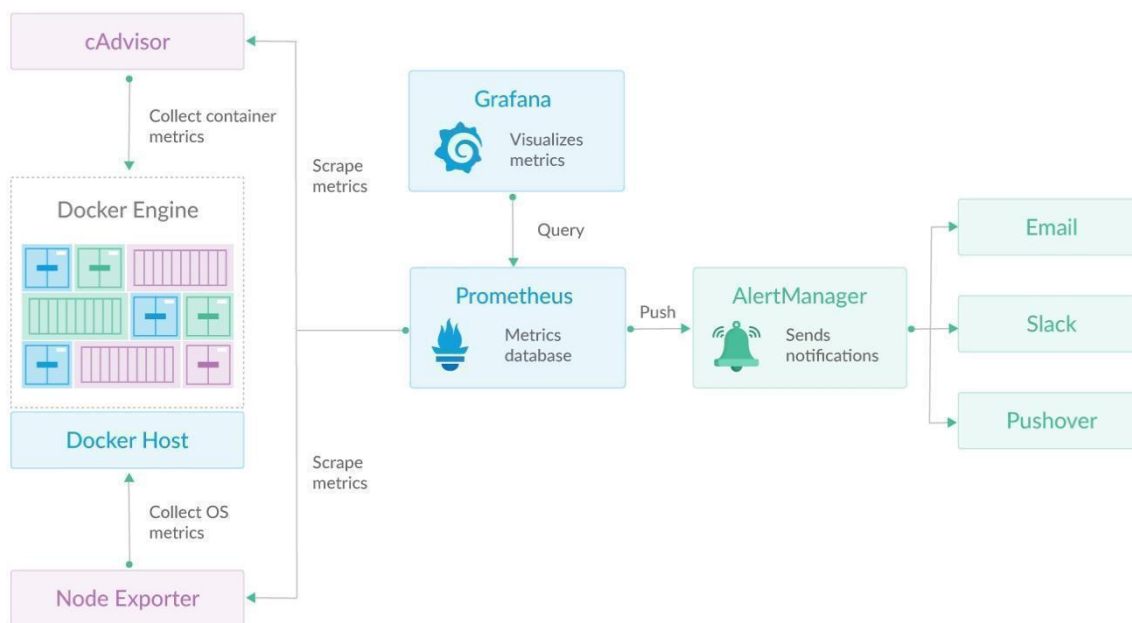 cAdvisor
Collect container
metrics
Docker Engine
Docker Host
Collect OS
metrics
Node Exporter
Scrape
metrics
Scrape
metrics
Grafana
Visualizes
metrics
Query
Prometheus
Metrics
database
Push
AlertManager
Sends
notifications
Email
Slack
Pushover